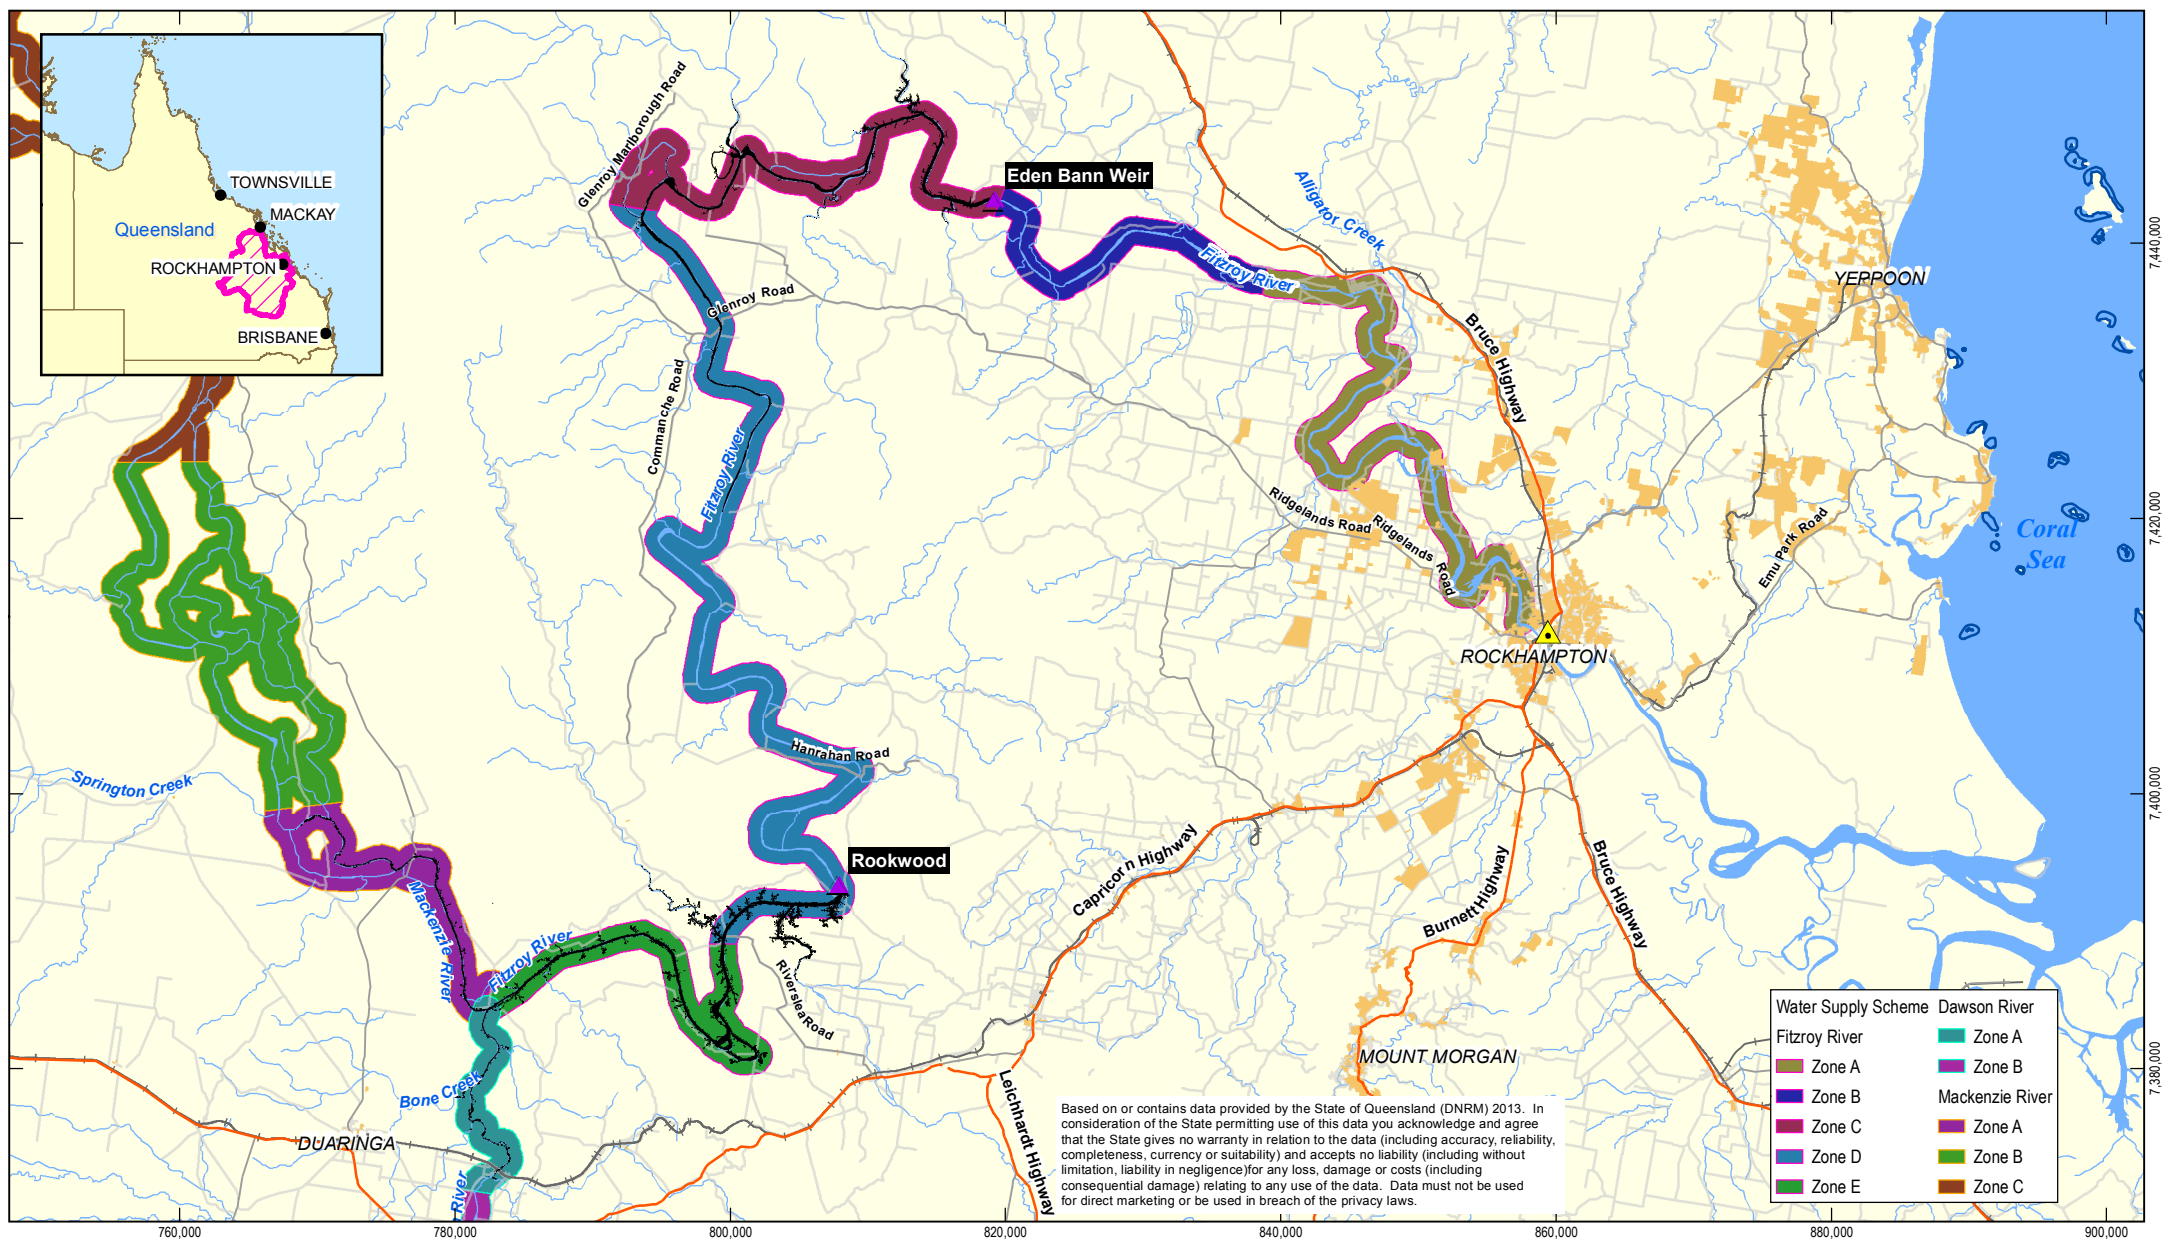 TOWNSVILLE
MACKAY
Queensland
ROCKHAMPTON
BRISBANE
Glenroy Marlborough Road
Eden Bann Weir
Alligator Creek
Fitzroy River
YEPPOON
7,440,000
Glenroy Road
Bruce Highway
Commanche Road
Fitzroy River
Ridgelands Road
Ridgelands Road
Emu Park Road
Coral
Sea
7,420,000
ROCKHAMPTON
Hanrahan Road
Springton Creek
7,400,000
Rookwood
Capricorn Highway
Burnett Highway
Bruce Highway
Mackenzie River
Fitzroy River
Riverslea Road
MOUNT MORGAN
7,380,000
Bone Creek
DUARINGA
River
Leichhardt Highway
Based on or contains data provided by the State of Queensland (DNRM) 2013. In
consideration of the State permitting use of this data you acknowledge and agree
that the State gives no warranty in relation to the data (including accuracy, reliability,
completeness, currency or suitability) and accepts no liability (including without
limitation, liability in negligence)for any loss, damage or costs (including
consequential damage) relating to any use of the data. Data must not be used
for direct marketing or be used in breach of the privacy laws.
Water Supply Scheme
Fitzroy River
Zone A
Zone B
Zone C
Zone D
Zone E
Dawson River
Zone A
Zone B
Mackenzie River
Zone A
Zone B
Zone C
760,000
780,000
800,000
820,000
840,000
860,000
880,000
900,000